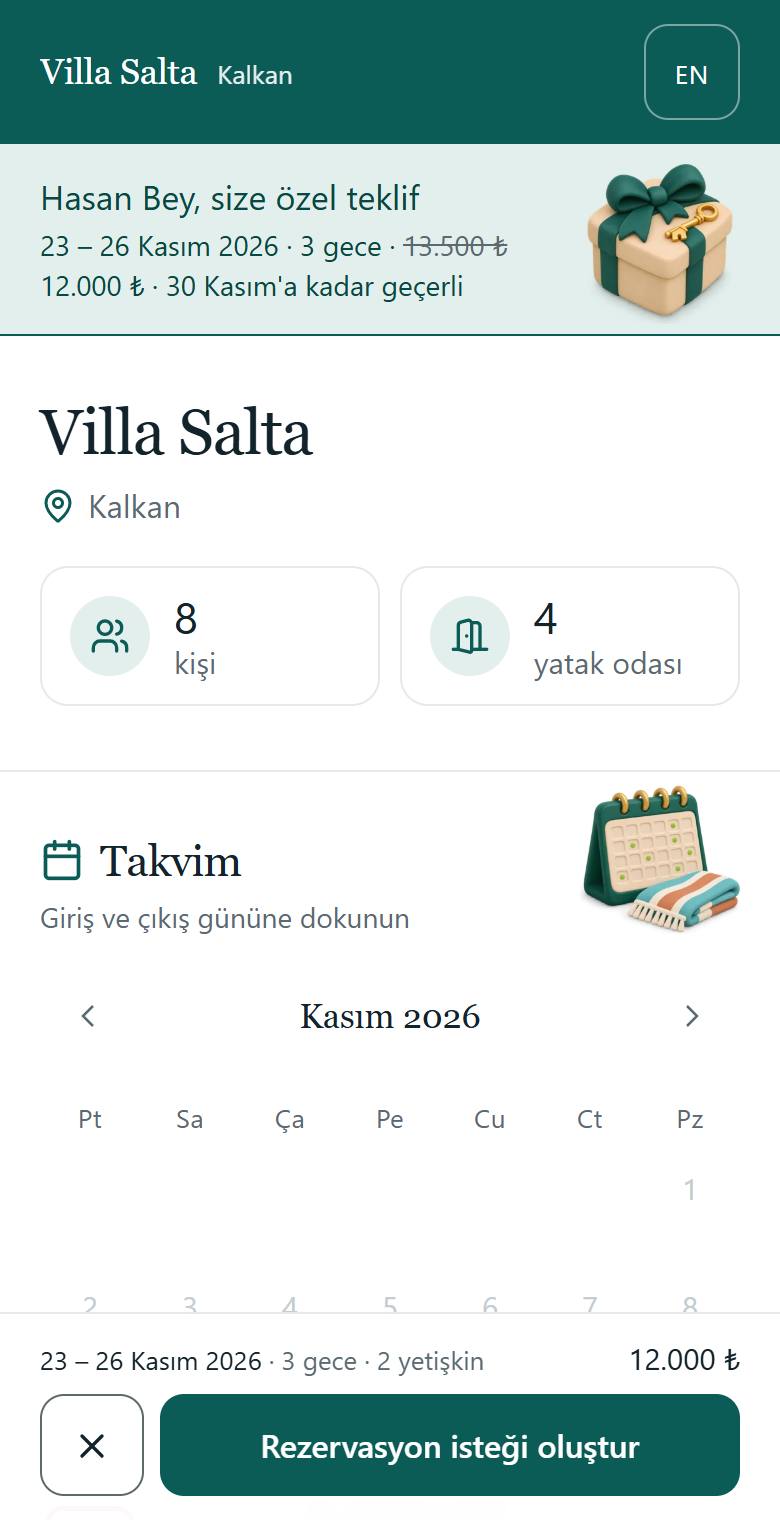 Villa Salta Kalkan
EN
Hasan Bey, size özel teklif
23 – 26 Kasım 2026 · 3 gece · 13.500 ₺
12.000 ₺ · 30 Kasım'a kadar geçerli
Villa Salta
Kalkan
8
kişi
4
yatak odası
Takvim
Giriş ve çıkış gününe dokunun
Kasım 2026
Pt Sa Ça Pe Cu Ct Pz
1
2 3 4 5 6 7 8
23 – 26 Kasım 2026 · 3 gece · 2 yetişkin 12.000 ₺
Rezervasyon isteği oluştur